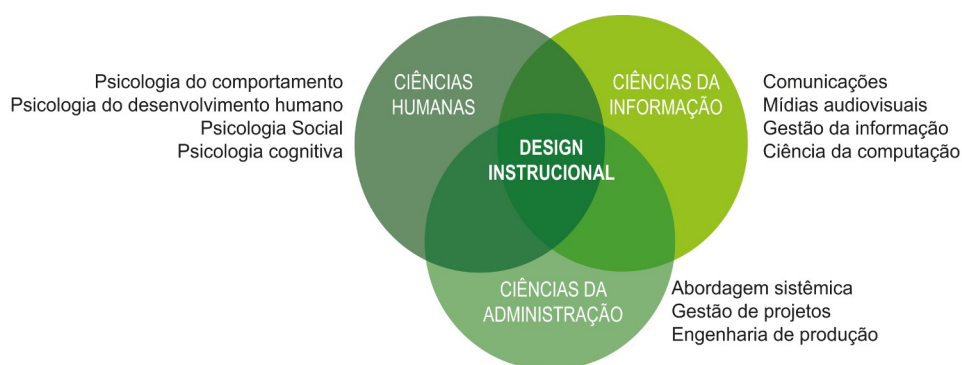 Psicologia do comportamento
Psicologia do desenvolvimento humano
Psicologia Social
Psicologia cognitiva
CIÊNCIAS
HUMANAS
CIÊNCIAS DA
INFORMAÇÃO
Comunicações
Mídias audiovisuais
Gestão da informação
Ciência da computação
DESIGN
INSTRUCIONAL
CIÊNCIAS DA
ADMINISTRAÇÃO
Abordagem sistêmica
Gestão de projetos
Engenharia de produção